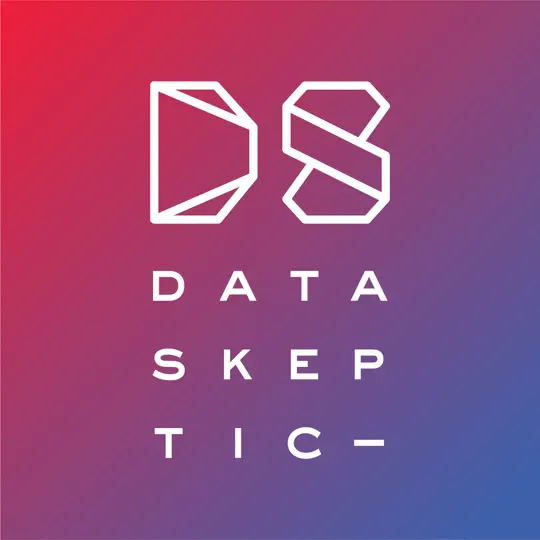 DS
DATA
SKEP
TIC—